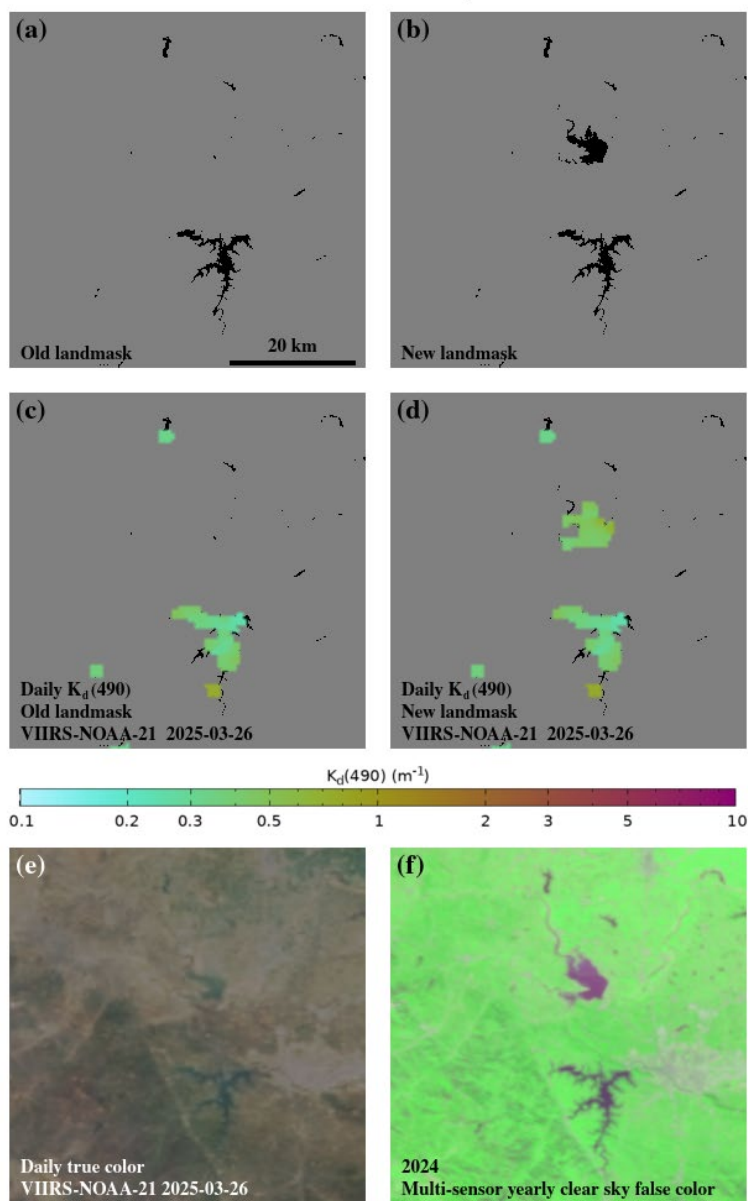 (a)
(b)
Old landmask
20 km
New landmask
(c)
(d)
Daily K_d(490)
Old landmask
VIIRS-NOAA-21 2025-03-26
Daily K_d(490)
New landmask
VIIRS-NOAA-21 2025-03-26
K_d(490) (m⁻¹)
0.1 0.2 0.3 0.5 1 2 3 5 10
(e)
(f)
Daily true color
VIIRS-NOAA-21 2025-03-26
2024
Multi-sensor yearly clear sky false color